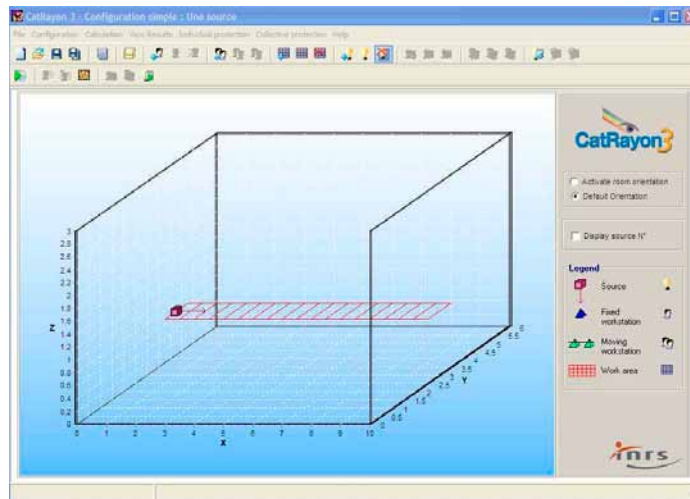 CatRayon 3 - Configuration simple : Une source
File Configuration Calculation View Results Individual protection Collective protection Help
CatRayon3
Activate room orientation
Default Orientation
Display source N°
Legend
Source
Fixed workstation
Moving workstation
Work area
inrs
Z
3
2.8
2.6
2.4
2.2
2
1.8
1.6
1.4
1.2
1
0.8
0.6
0.4
0.2
0
0 1 2 3 4 5 6 7 8 9 10
X
0 0.5 1 1.5 2 2.5 3 3.5 4 4.5 5 5.5 6
Y